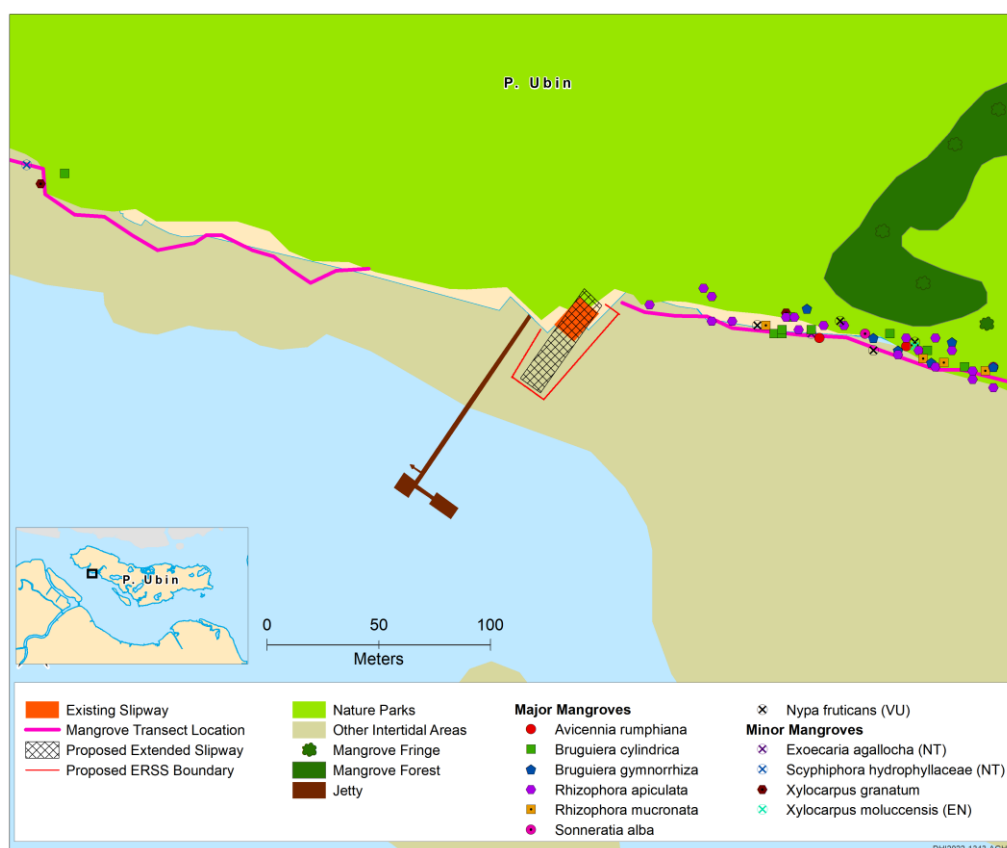 P. Ubin
P. Ubin
0 50 100
Meters
Existing Slipway
Mangrove Transect Location
Proposed Extended Slipway
Proposed ERSS Boundary
Nature Parks
Other Intertidal Areas
Mangrove Fringe
Mangrove Forest
Jetty
Major Mangroves
Avicennia rumphiana
Bruguiera cylindrica
Bruguiera gymnorrhiza
Rhizophora apiculata
Rhizophora mucronata
Sonneratia alba
Nypa fruticans (VU)
Minor Mangroves
Exoecaria agallocha (NT)
Scyphiphora hydrophyllaceae (NT)
Xylocarpus granatum
Xylocarpus moluccensis (EN)